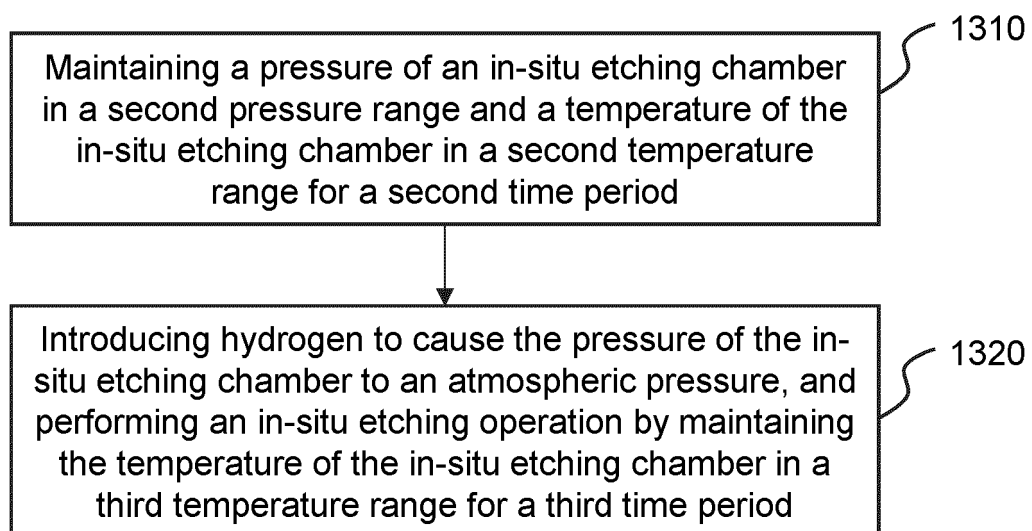 1310
Maintaining a pressure of an in-situ etching chamber
in a second pressure range and a temperature of the
in-situ etching chamber in a second temperature
range for a second time period
1320
Introducing hydrogen to cause the pressure of the in-
situ etching chamber to an atmospheric pressure, and
performing an in-situ etching operation by maintaining
the temperature of the in-situ etching chamber in a
third temperature range for a third time period